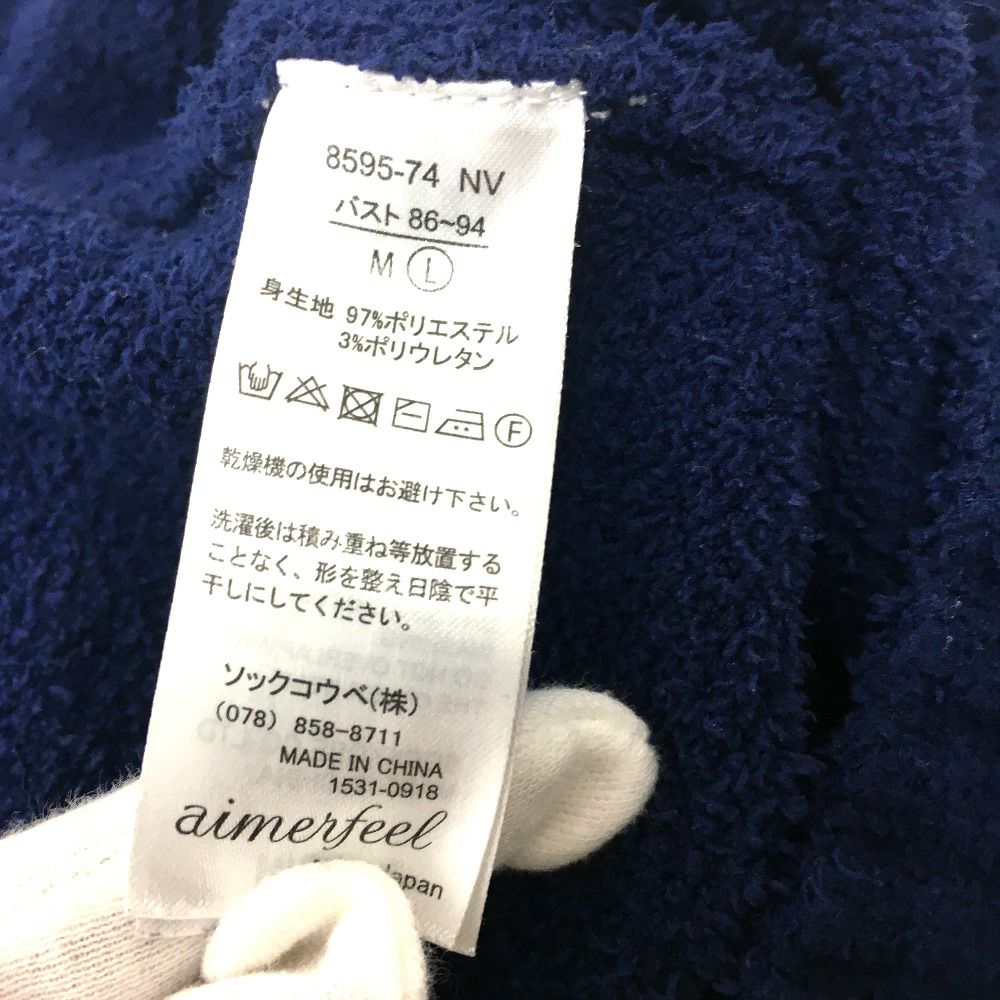 8595-74 NV
バスト 86~94
M L
身生地 97%ポリエステル
3%ポリウレタン
F
乾燥機の使用はお避け下さい。
洗濯後は積み重ね等放置する
ことなく、形を整え日陰で平
干しにしてください。
ソックコウベ(株)
(078) 858-8711
MADE IN CHINA
1531-0918
aimerfeel
Japan